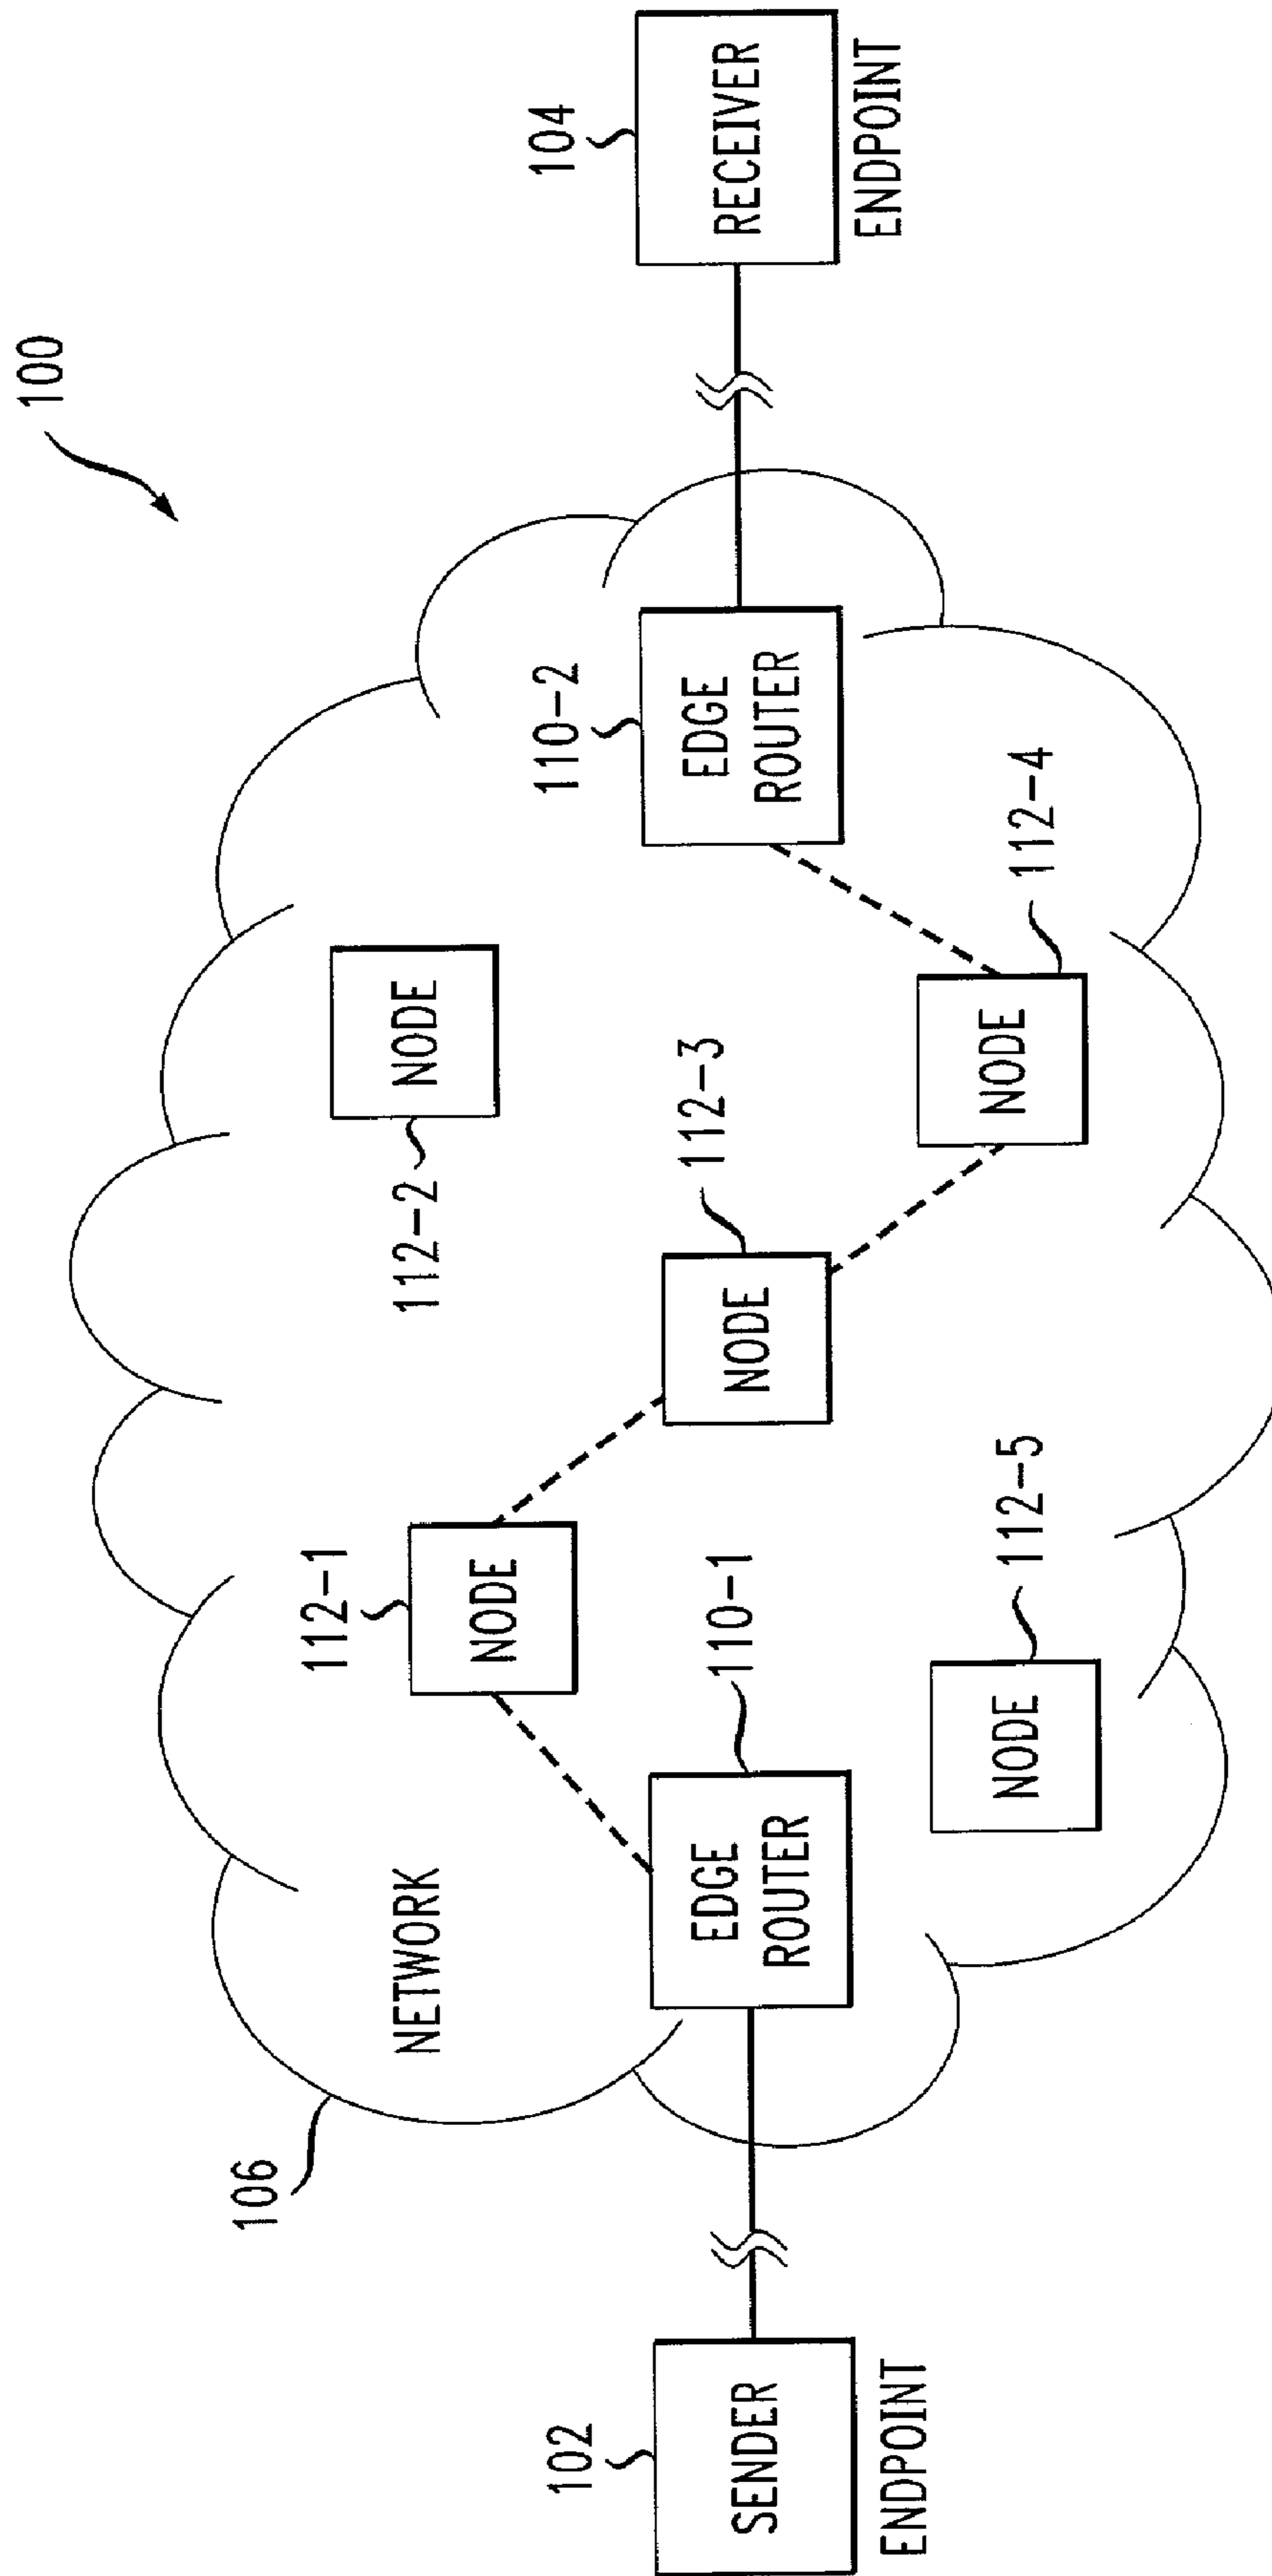 100
106
NETWORK
112-1
NODE
112-2
NODE
112-3
NODE
110-2
EDGE
ROUTER
104
RECEIVER
ENDPOINT
102
SENDER
ENDPOINT
110-1
EDGE
ROUTER
112-5
NODE
112-4
NODE